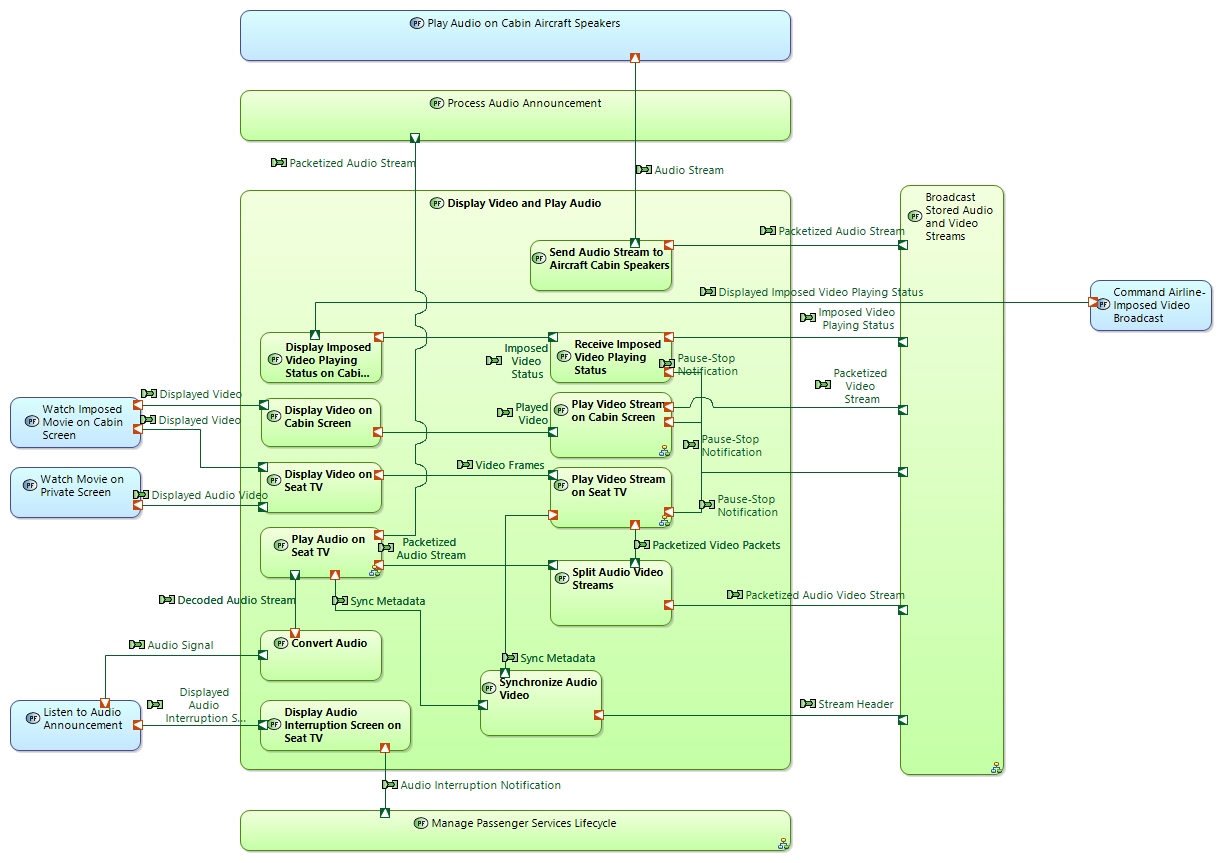 PF Play Audio on Cabin Aircraft Speakers
PF Process Audio Announcement
Packetized Audio Stream
Audio Stream
PF Display Video and Play Audio
PF Broadcast
Stored Audio
and Video
Streams
Packetized Audio Stream
PF Send Audio Stream to
Aircraft Cabin Speakers
Displayed Imposed Video Playing Status
PF Command Airline-
Imposed Video
Broadcast
Imposed Video
Playing Status
PF Display Imposed
Video Playing
Status on Cabi...
Imposed
Video
Status
PF Receive Imposed
Video Playing
Status
Pause-Stop
Notification
Packetized
Video
Stream
Displayed Video
PF Watch Imposed
Movie on Cabin
Screen
Displayed Video
PF Display Video on
Cabin Screen
Played
Video
PF Play Video Stream
on Cabin Screen
Pause-Stop
Notification
PF Watch Movie on
Private Screen
Displayed Audio Video
PF Display Video on
Seat TV
Video Frames
PF Play Video Stream
on Seat TV
Pause-Stop
Notification
PF Play Audio on
Seat TV
Packetized
Audio Stream
Packetized Video Packets
PF Split Audio Video
Streams
Packetized Audio Video Stream
Decoded Audio Stream
Sync Metadata
Audio Signal
PF Convert Audio
Sync Metadata
PF Synchronize Audio
Video
Stream Header
Displayed
Audio
Interruption S...
PF Listen to Audio
Announcement
PF Display Audio
Interruption Screen on
Seat TV
Audio Interruption Notification
PF Manage Passenger Services Lifecycle